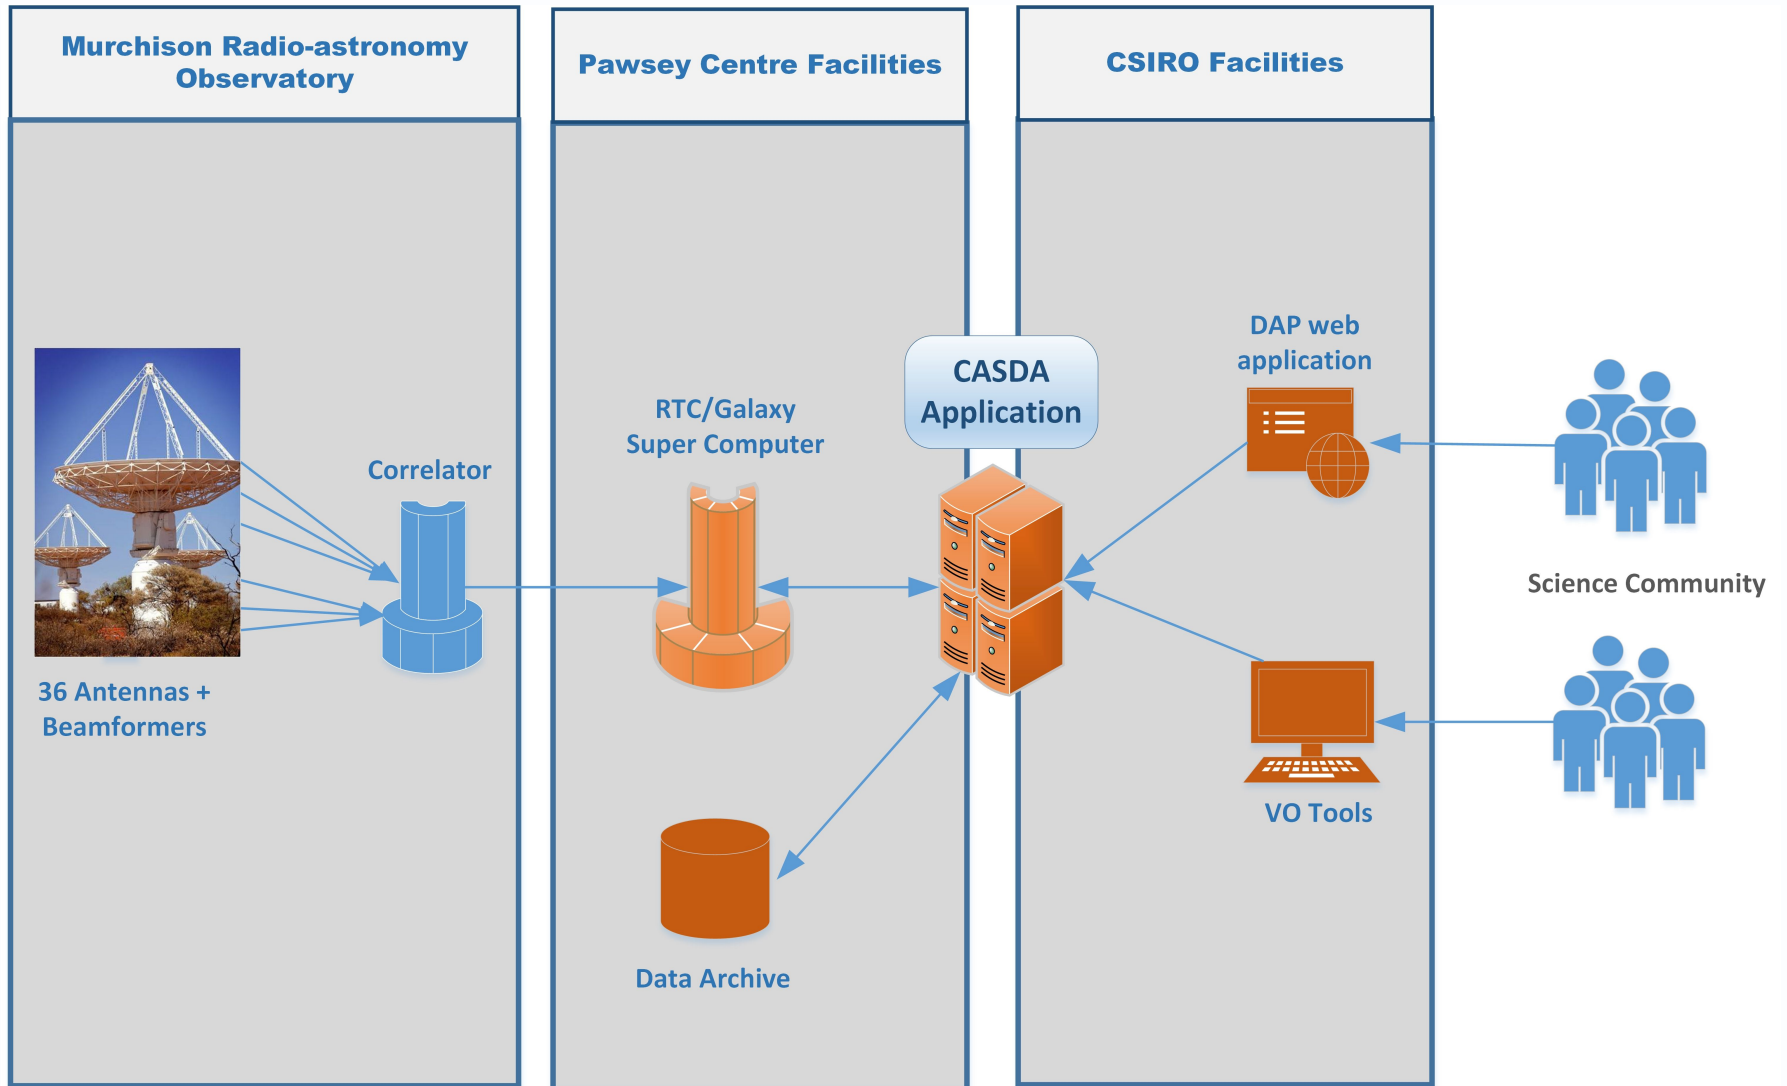 Murchison Radio-astronomy
Observatory
Pawsey Centre Facilities
CSIRO Facilities
36 Antennas +
Beamformers
Correlator
RTC/Galaxy
Super Computer
Data Archive
CASDA
Application
DAP web
application
VO Tools
Science Community